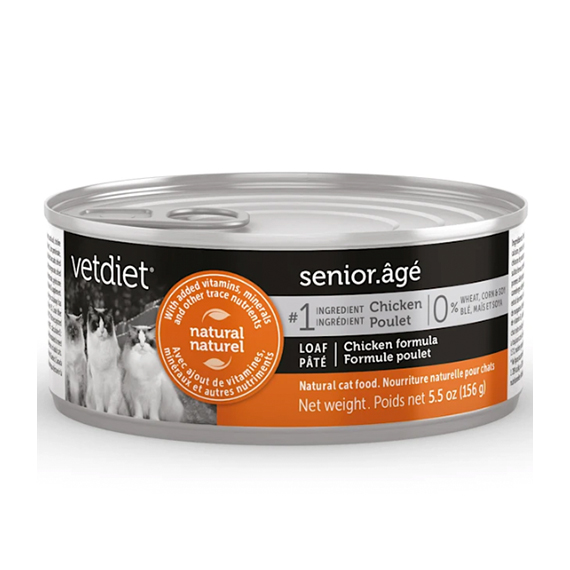 vetdiet®
With added vitamins, minerals
and other trace nutrients
natural
naturel
Avec ajout de vitamines,
minéraux et autres nutriments
senior.âgé
#1 INGREDIENT Chicken
INGRÉDIENT Poulet
0% WHEAT, CORN & SOY
BLÉ, MAÏS ET SOYA
LOAF Chicken formula
PÂTÉ Formule poulet
Natural cat food. Nourriture naturelle pour chats
Net weight. Poids net 5.5 oz (156 g)